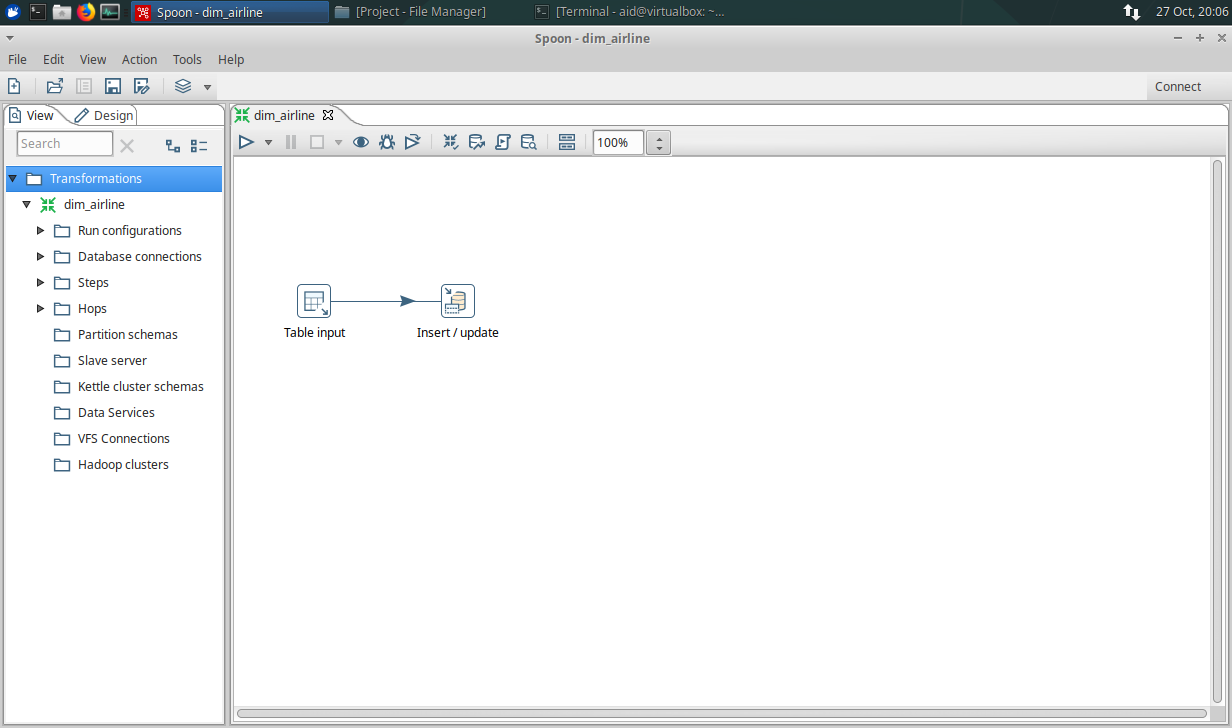 Spoon - dim_airline
[Project - File Manager]
[Terminal - aid@virtualbox: ~...
27 Oct, 20:06
Spoon - dim_airline
File Edit View Action Tools Help
Connect
View
Design
dim_airline
Search
100%
Transformations
dim_airline
Run configurations
Database connections
Steps
Hops
Partition schemas
Slave server
Kettle cluster schemas
Data Services
VFS Connections
Hadoop clusters
Table input
Insert / update